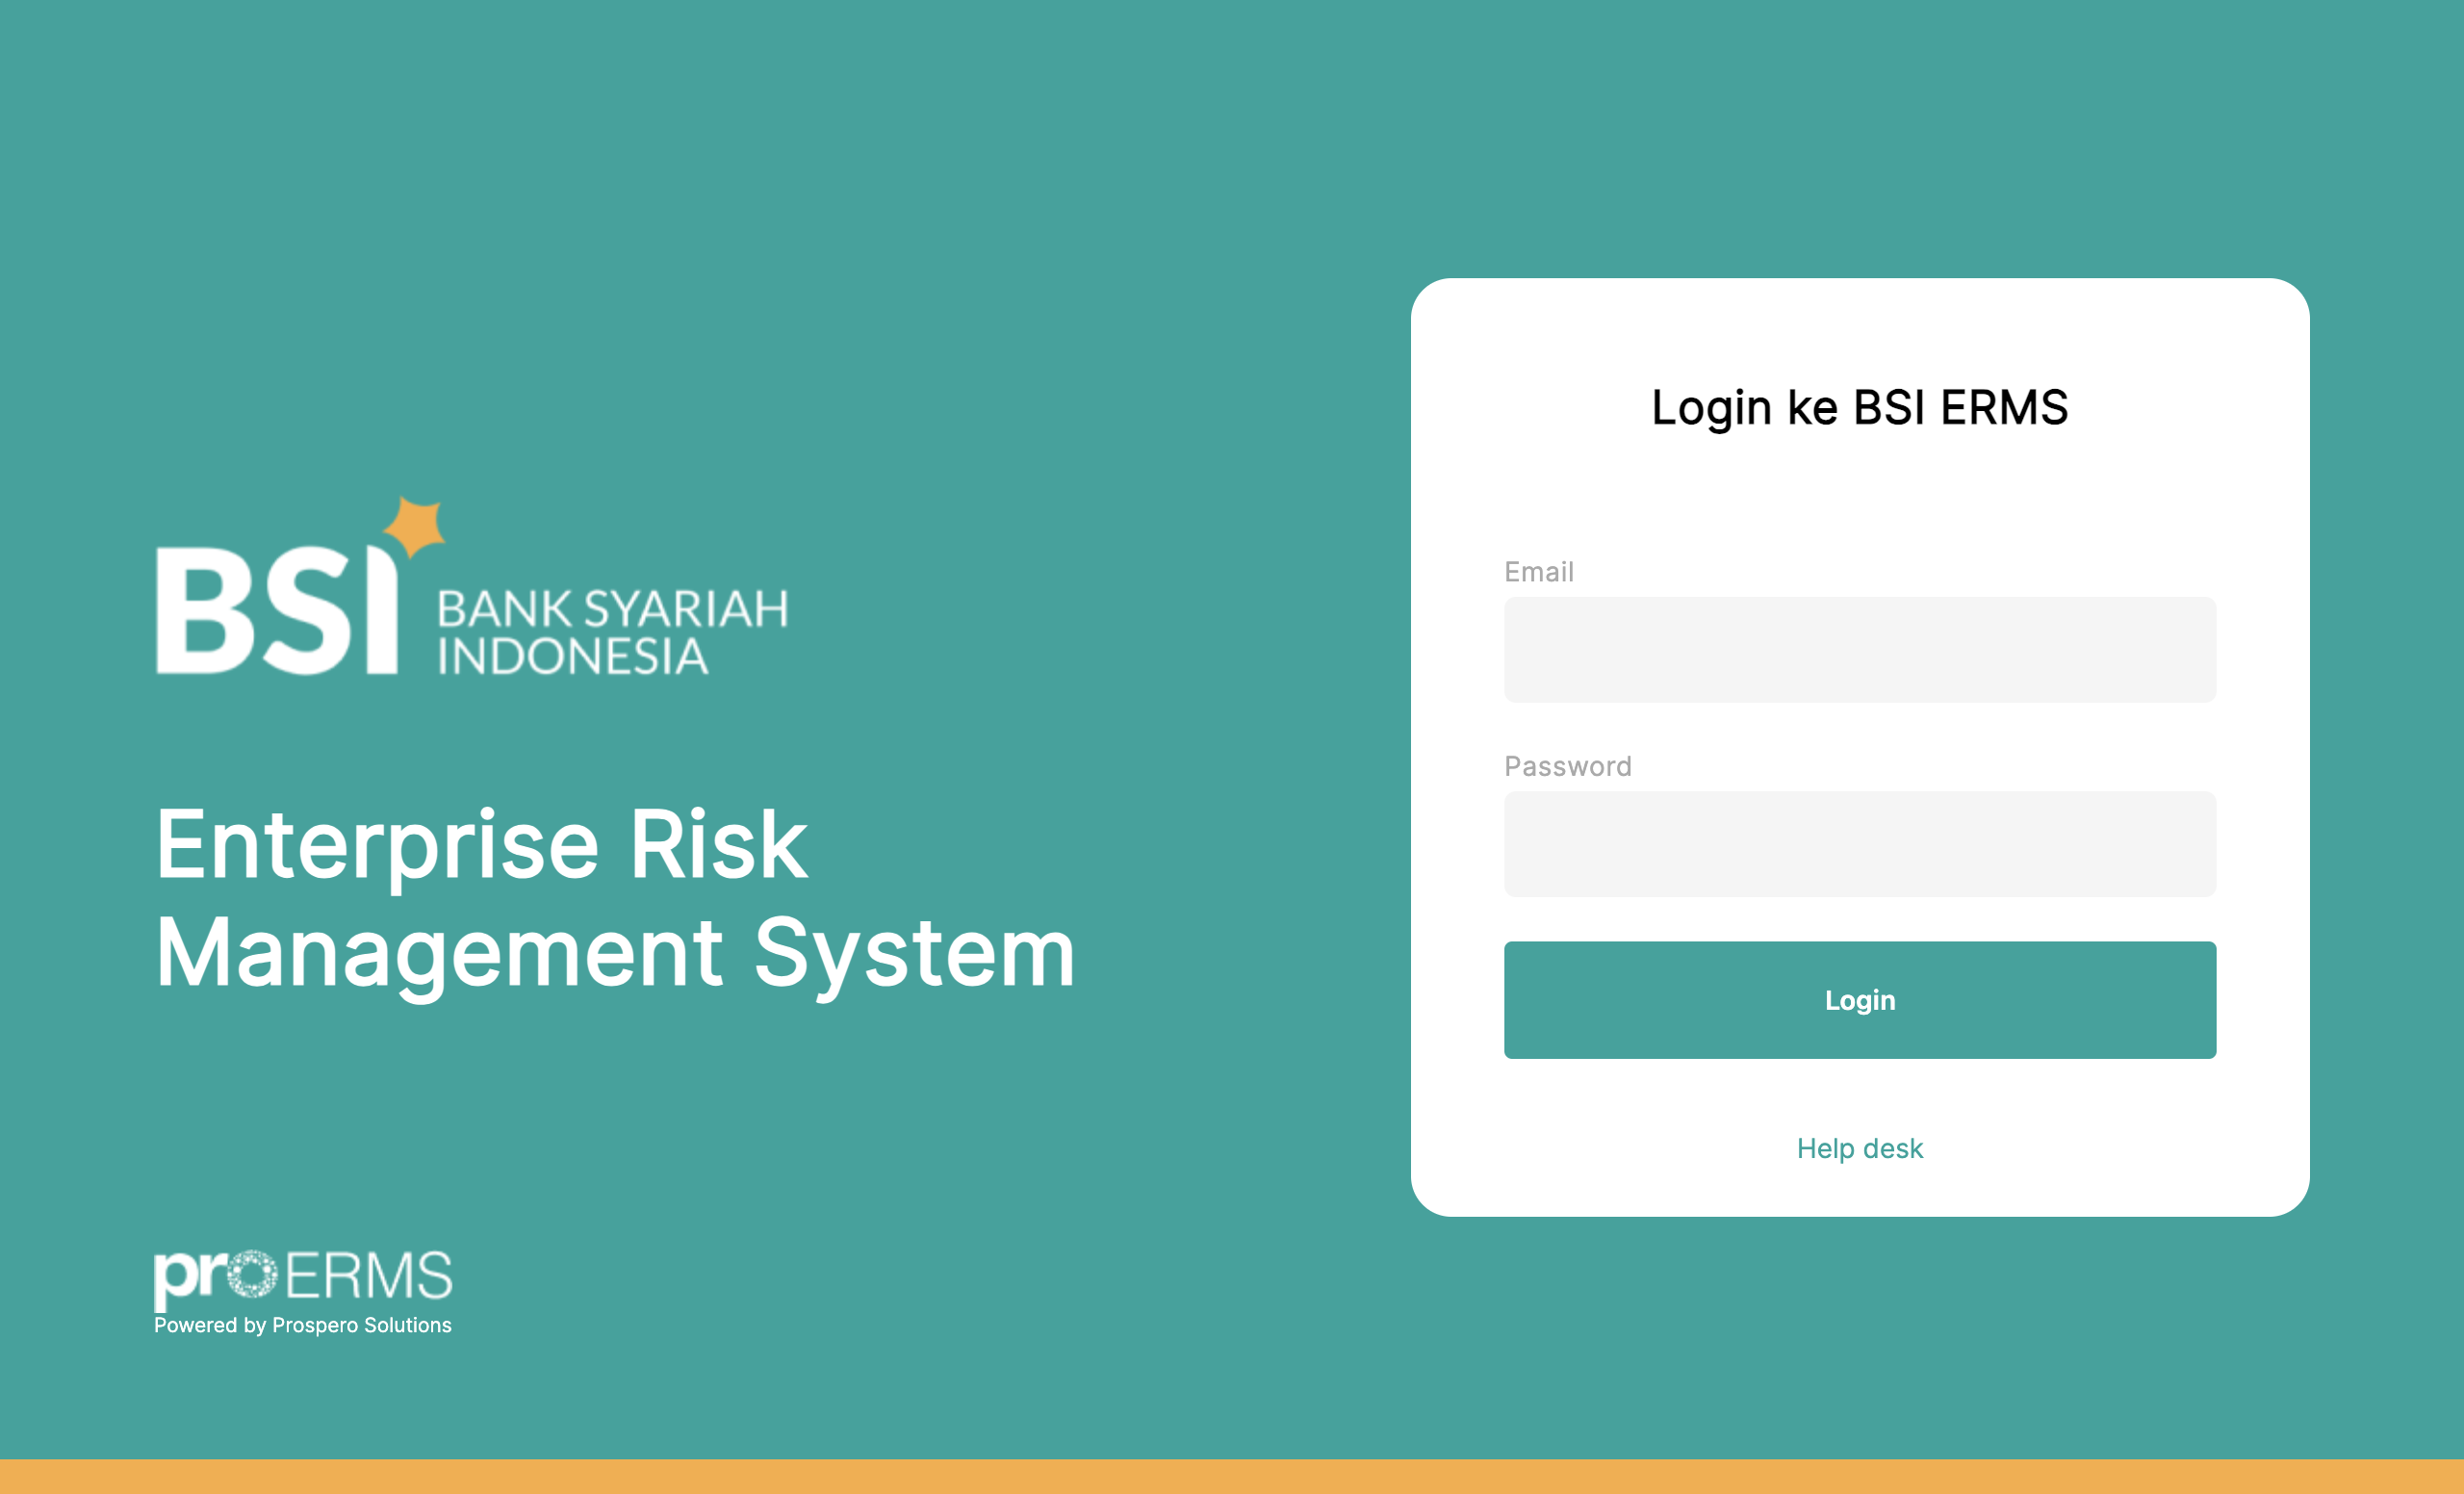 BSI
BANK SYARIAH
INDONESIA
Enterprise Risk
Management System
proERMS
Powered by Prospero Solutions
Login ke BSI ERMS
Email
Password
Login
Help desk